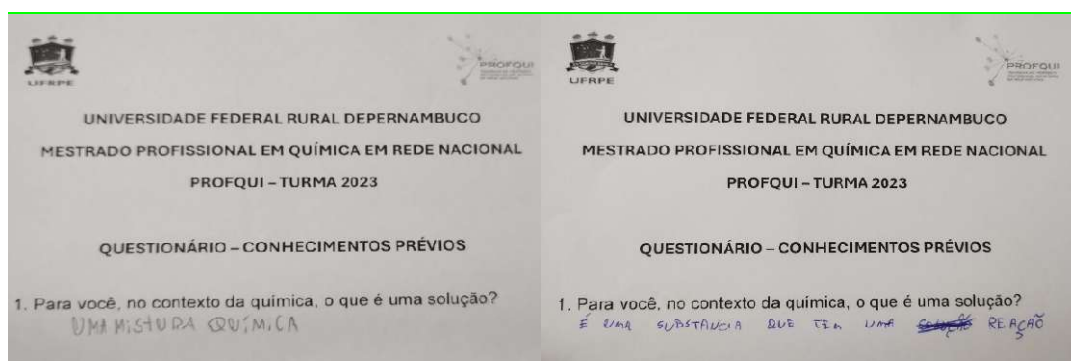 UFRPE
PROFQUI
UNIVERSIDADE FEDERAL RURAL DEPERNAMBUCO
MESTRADO PROFISSIONAL EM QUÍMICA EM REDE NACIONAL
PROFQUI – TURMA 2023
QUESTIONÁRIO – CONHECIMENTOS PRÉVIOS
1. Para você, no contexto da química, o que é uma solução?
UMA MISTURA QUÍMICA
UFRPE
PROFQUI
UNIVERSIDADE FEDERAL RURAL DEPERNAMBUCO
MESTRADO PROFISSIONAL EM QUÍMICA EM REDE NACIONAL
PROFQUI – TURMA 2023
QUESTIONÁRIO – CONHECIMENTOS PRÉVIOS
1. Para você, no contexto da química, o que é uma solução?
É UMA SUBSTÂNCIA QUE TEM UMA REAÇÃO